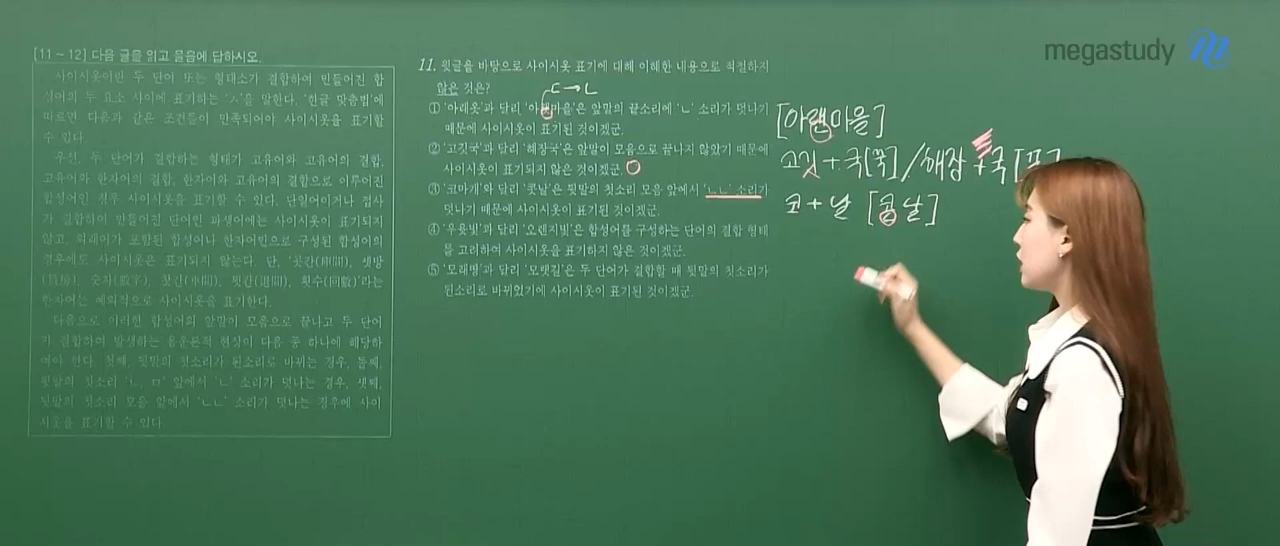 megastudy
[11 ~ 12] 다음 글을 읽고 물음에 답하시오.
사이시옷이란 두 단어 또는 형태소가 결합하여 만들어진 합
성어의 두 요소 사이에 표기하는 'ㅅ'을 말한다. '한글 맞춤법'에
따르면 다음과 같은 조건들이 만족되어야 사이시옷을 표기할
수 있다.
우선, 두 단어가 결합하는 형태가 고유어와 고유어의 결합,
고유어와 한자어의 결합, 한자어와 고유어의 결합으로 이루어진
합성어인 경우 사이시옷을 표기할 수 있다. 단일어이거나 접사
가 결합하여 만들어진 단어인 파생어에는 사이시옷이 표기되지
않고, 외래어가 포함된 합성어나 한자어만으로 구성된 합성어의
경우에도 사이시옷은 표기되지 않는다. 단, '곳간(庫間), 셋방
(貰房), 숫자(數字), 찻간(車間), 툇간(退間), 횟수(回數)'라는
한자어는 예외적으로 사이시옷을 표기한다.
다음으로 이러한 합성어의 앞말이 모음으로 끝나고 두 단어
가 결합하여 발생하는 음운론적 현상이 다음 중 하나에 해당하
여야 한다. 첫째, 뒷말의 첫소리가 된소리로 바뀌는 경우, 둘째,
뒷말의 첫소리 'ㄴ, ㅁ' 앞에서 'ㄴ' 소리가 덧나는 경우, 셋째,
뒷말의 첫소리 모음 앞에서 'ㄴㄴ' 소리가 덧나는 경우에 사이
시옷을 표기할 수 있다.
11. 윗글을 바탕으로 사이시옷 표기에 대해 이해한 내용으로 적절하지
않은 것은?
ㄷ→ㄴ
① '아래옷'과 달리 '아랫마을'은 앞말의 끝소리에 'ㄴ' 소리가 덧나기
때문에 사이시옷이 표기된 것이겠군.
② '고깃국'과 달리 '해장국'은 앞말이 모음으로 끝나지 않았기 때문에
사이시옷이 표기되지 않은 것이겠군.
③ '코마개'와 달리 '콧날'은 뒷말의 첫소리 모음 앞에서 'ㄴㄴ' 소리가
덧나기 때문에 사이시옷이 표기된 것이겠군.
④ '우윳빛'과 달리 '오렌지빛'은 합성어를 구성하는 단어의 결합 형태
를 고려하여 사이시옷을 표기하지 않은 것이겠군.
⑤ '모래땅'과 달리 '모랫길'은 두 단어가 결합할 때 뒷말의 첫소리가
된소리로 바뀌었기에 사이시옷이 표기된 것이겠군.
[아랜마을]
고깃+국[꾹]/해장+국
코+날 [콘날]